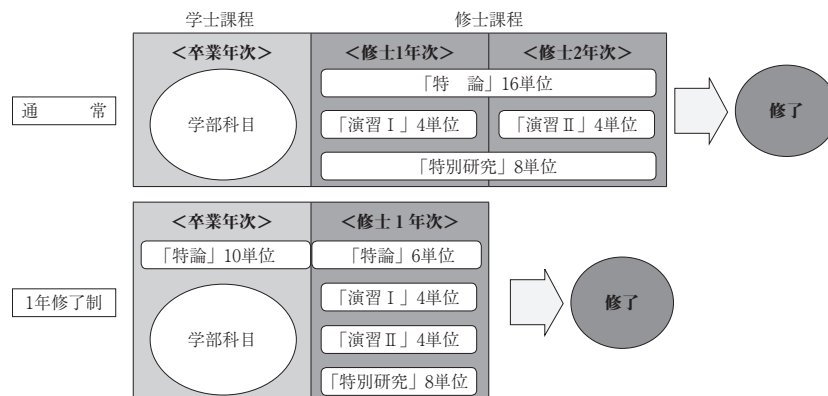 学士課程 修士課程
＜卒業年次＞ ＜修士1年次＞ ＜修士2年次＞
「特　論」16単位
通　常
学部科目
「演習Ⅰ」4単位 「演習Ⅱ」4単位
修了
「特別研究」8単位
＜卒業年次＞ ＜修士１年次＞
「特論」10単位 「特論」6単位
1年修了制
「演習Ⅰ」4単位
修了
学部科目
「演習Ⅱ」4単位
「特別研究」8単位